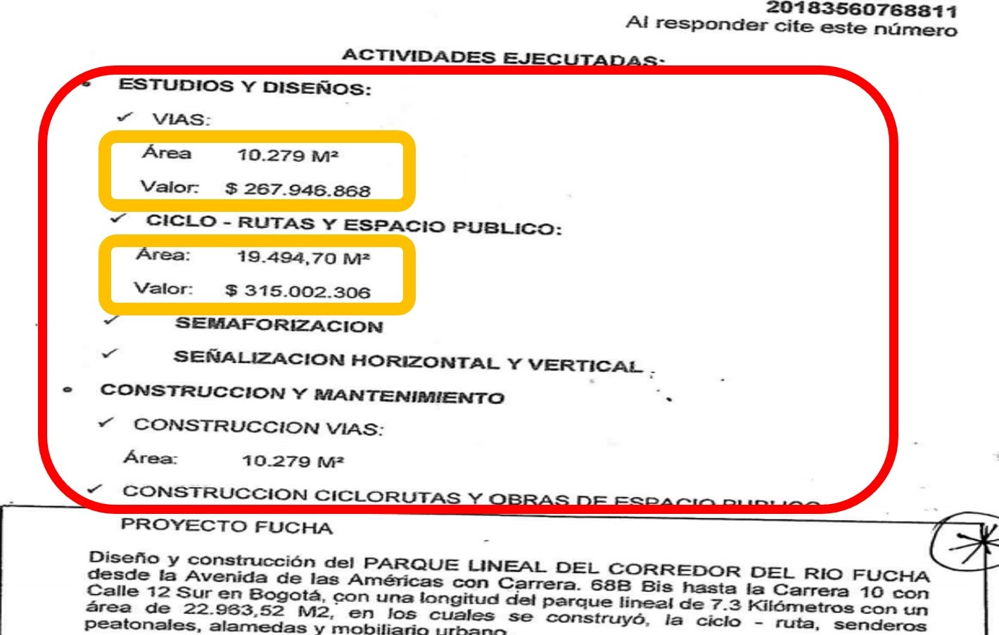 20183560768811
Al responder cite este número
ACTIVIDADES EJECUTADAS:
• ESTUDIOS Y DISEÑOS:
✓ VIAS:
Área 10.279 M²
Valor: $ 267.946.868
✓ CICLO - RUTAS Y ESPACIO PUBLICO:
Área: 19.494,70 M²
Valor: $ 315.002.306
✓ SEMAFORIZACION
✓ SEÑALIZACION HORIZONTAL Y VERTICAL.
• CONSTRUCCION Y MANTENIMIENTO
✓ CONSTRUCCION VIAS:
Área: 10.279 M²
✓ CONSTRUCCION CICLORUTAS Y OBRAS DE ESPACIO PUBLICO
PROYECTO FUCHA
Diseño y construcción del PARQUE LINEAL DEL CORREDOR DEL RIO FUCHA
desde la Avenida de las Américas con Carrera. 68B Bis hasta la Carrera 10 con
Calle 12 Sur en Bogotá, con una longitud del parque lineal de 7.3 Kilómetros con un
área de 22.963,52 M2, en los cuales se construyó, la ciclo - ruta, senderos
peatonales, alamedas y mobiliario urbano.